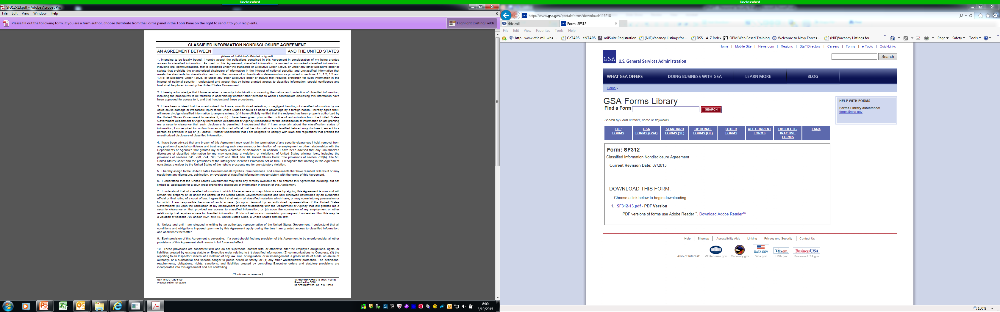 Unclassified
SF312-13.pdf - Adobe Acrobat Pro
File Edit View Window Help
Please fill out the following form. If you are a form author, choose Distribute from the Forms panel in the Tools Pane on the right to send it to your recipients.
Highlight Existing Fields
CLASSIFIED INFORMATION NONDISCLOSURE AGREEMENT
AN AGREEMENT BETWEEN AND THE UNITED STATES
(Name of Individual - Printed or typed)
1. Intending to be legally bound, I hereby accept the obligations contained in this Agreement in consideration of my being granted
access to classified information. As used in this Agreement, classified information is marked or unmarked classified information,
including oral communications, that is classified under the standards of Executive Order 13526, or under any other Executive order or
statute that prohibits the unauthorized disclosure of information in the interest of national security; and unclassified information that
meets the standards for classification and is in the process of a classification determination as provided in sections 1.1, 1.2, 1.3 and
1.4(e) of Executive Order 13526, or under any other Executive order or statute that requires protection for such information in the
interest of national security. I understand and accept that by being granted access to classified information, special confidence and
trust shall be placed in me by the United States Government.
2. I hereby acknowledge that I have received a security indoctrination concerning the nature and protection of classified information,
including the procedures to be followed in ascertaining whether other persons to whom I contemplate disclosing this information have
been approved for access to it, and that I understand these procedures.
3. I have been advised that the unauthorized disclosure, unauthorized retention, or negligent handling of classified information by me
could cause damage or irreparable injury to the United States or could be used to advantage by a foreign nation. I hereby agree that I
will never divulge classified information to anyone unless: (a) I have officially verified that the recipient has been properly authorized by
the United States Government to receive it; or (b) I have been given prior written notice of authorization from the United States
Government Department or Agency (hereinafter Department or Agency) responsible for the classification of information or last granting
me a security clearance that such disclosure is permitted. I understand that if I am uncertain about the classification status of
information, I am required to confirm from an authorized official that the information is unclassified before I may disclose it, except to a
person as provided in (a) or (b), above. I further understand that I am obligated to comply with laws and regulations that prohibit the
unauthorized disclosure of classified information.
4. I have been advised that any breach of this Agreement may result in the termination of any security clearances I hold; removal from
any position of special confidence and trust requiring such clearances; or termination of my employment or other relationships with the
Departments or Agencies that granted my security clearance or clearances. In addition, I have been advised that any unauthorized
disclosure of classified information by me may constitute a violation, or violations, of United States criminal laws, including the
provisions of sections 641, 793, 794, 798, *952 and 1924, title 18, United States Code; *the provisions of section 783(b), title 50,
United States Code; and the provisions of the Intelligence Identities Protection Act of 1982. I recognize that nothing in this Agreement
constitutes a waiver by the United States of the right to prosecute me for any statutory violation.
5. I hereby assign to the United States Government all royalties, remunerations, and emoluments that have resulted, will result or may
result from any disclosure, publication, or revelation of classified information not consistent with the terms of this Agreement.
6. I understand that the United States Government may seek any remedy available to it to enforce this Agreement including, but not
limited to, application for a court order prohibiting disclosure of information in breach of this Agreement.
7. I understand that all classified information to which I have access or may obtain access by signing this Agreement is now and will
remain the property of, or under the control of the United States Government unless and until otherwise determined by an authorized
official or final ruling of a court of law. I agree that I shall return all classified materials which have, or may come into my possession or
for which I am responsible because of such access: (a) upon demand by an authorized representative of the United States
Government; (b) upon the conclusion of my employment or other relationship with the Department or Agency that last granted me a
security clearance or that provided me access to classified information; or (c) upon the conclusion of my employment or other
relationship that requires access to classified information. If I do not return such materials upon request, I understand that this may be
a violation of sections 793 and/or 1924, title 18, United States Code, a United States criminal law.
8. Unless and until I am released in writing by an authorized representative of the United States Government, I understand that all
conditions and obligations imposed upon me by this Agreement apply during the time I am granted access to classified information,
and at all times thereafter.
9. Each provision of this Agreement is severable. If a court should find any provision of this Agreement to be unenforceable, all other
provisions of this Agreement shall remain in full force and effect.
10. These provisions are consistent with and do not supersede, conflict with, or otherwise alter the employee obligations, rights, or
liabilities created by existing statute or Executive order relating to (1) classified information, (2) communications to Congress, (3) the
reporting to an Inspector General of a violation of any law, rule, or regulation, or mismanagement, a gross waste of funds, an abuse of
authority, or a substantial and specific danger to public health or safety, or (4) any other whistleblower protection. The definitions,
requirements, obligations, rights, sanctions, and liabilities created by controlling Executive orders and statutory provisions are
incorporated into this agreement and are controlling.
(Continue on reverse.)
NSN 7540-01-280-5499
Previous edition not usable.
STANDARD FORM 312 (Rev. 7-2013)
Prescribed by ODNI
32 CFR PART 2001.80 E.O. 13526
8:00
8/10/2015
Unclassified
http://www.gsa.gov/portal/forms/download/116218
dtic.mil
Form: SF312
File Edit View Favorites Tools Help
http--www.dtic.mil-whs-... CeTARS - eNTARS milSuite Registration (NJF)Vacancy Listings for ... DSS - A-Z Index OPM Web Based Training Welcome to Navy Forces ... (NJF)Vacancy Listings for
Page Safety Tools
Home | Mobile Site | Newsroom | Regions | Staff Directory | Careers | Forms | e-Tools | QuickLinks
GSA U.S. General Services Administration
Search
WHAT GSA OFFERS DOING BUSINESS WITH GSA LEARN MORE BLOG
Home >
GSA Forms Library
Find a Form SEARCH
Search by Form number, name or keywords
HELP WITH FORMS
Forms Library assistance:
forms@gsa.gov
TOP FORMS
GSA FORMS (GSA)
STANDARD FORMS (SF)
OPTIONAL FORMS (OF)
OTHER FORMS
ALL CURRENT FORMS
OBSOLETE/ INACTIVE FORMS
FAQs
Form: SF312
Classified Information Nondisclosure Agreement
Current Revision Date: 07/2013
DOWNLOAD THIS FORM:
Choose a link below to begin downloading.
1. SF312-13.pdf - PDF Version
.PDF versions of forms use Adobe Reader™. Download Adobe Reader™
Help | Sitemap | Accessibility Aids | Linking | Privacy and Security | Contact Us
DATA.GOV USA.gov Business USA
Also of Interest: Whitehouse.gov Recovery.gov Data.gov USA.gov Business.USA.gov
100%